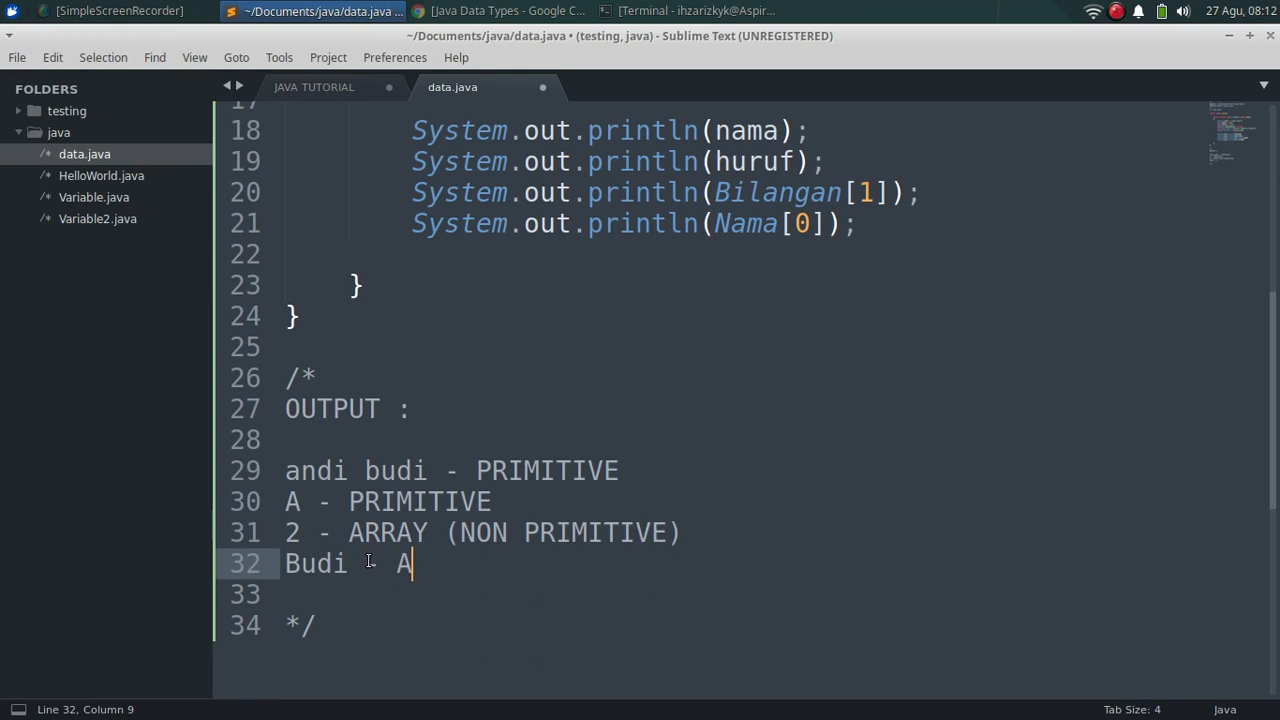 [SimpleScreenRecorder]
~/Documents/java/data.java ...
[Java Data Types - Google C...
[Terminal - ihzarizkyk@Aspir...
27 Agu, 08:12
~/Documents/java/data.java • (testing, java) - Sublime Text (UNREGISTERED)
File Edit Selection View Goto Tools Project Preferences Help
FOLDERS
testing
java
/* data.java
/* HelloWorld.java
/* Variable.java
/* Variable2.java
JAVA TUTORIAL
data.java
17
18 System.out.println(nama);
19 System.out.println(huruf);
20 System.out.println(Bilangan[1]);
21 System.out.println(Nama[0]);
22
23 }
24 }
25
26 /*
27 OUTPUT :
28
29 andi budi - PRIMITIVE
30 A - PRIMITIVE
31 2 - ARRAY (NON PRIMITIVE)
32 Budi - A
33
34 */
Line 32, Column 9
Tab Size: 4
Java